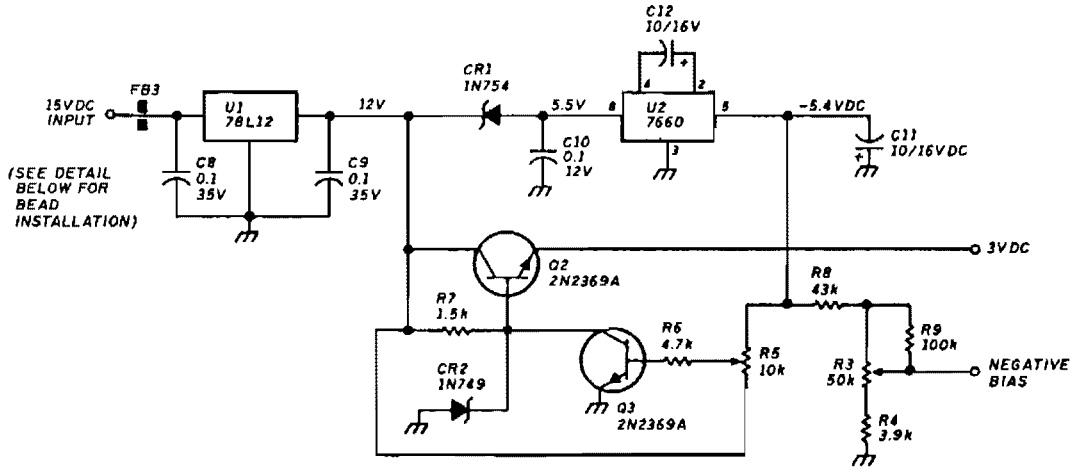 C12
10/16V
+
4
2
CR1
1N754
FB3
15VDC
INPUT
U1
78L12
12V
5.5V
8
U2
7660
5
-5.4VDC
3
C11
10/16VDC
+
C10
0.1
12V
C8
0.1
35V
C9
0.1
35V
(SEE DETAIL
BELOW FOR
BEAD
INSTALLATION)
Q2
2N2369A
3VDC
R7
1.5k
R8
43k
R6
4.7k
R5
10k
R9
100k
R3
50k
NEGATIVE
BIAS
CR2
1N749
Q3
2N2369A
R4
3.9k